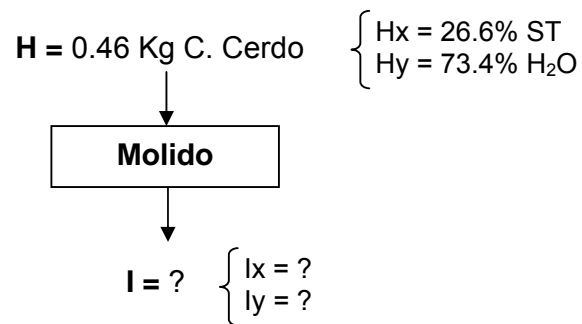 H = 0.46 Kg C. Cerdo
Hx = 26.6% ST
Hy = 73.4% H₂O
Molido
I = ?
Ix = ?
Iy = ?